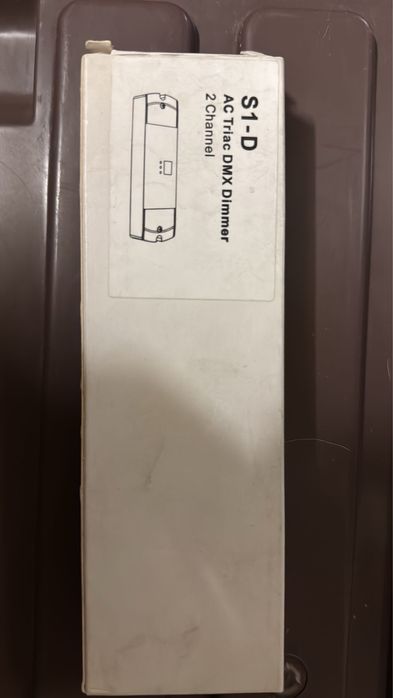 S1-D
AC Triac DMX Dimmer
2 Channel